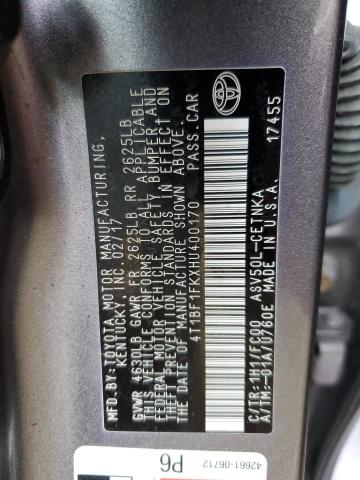 MFD.BY: TOYOTA MOTOR MANUFACTURING,
KENTUCKY, INC. 02/17
GVWR 4630LB GAWR FR 2625LB RR 2625LB
THIS VEHICLE CONFORMS TO ALL APPLICABLE
FEDERAL MOTOR VEHICLE SAFETY, BUMPER AND
THEFT PREVENTION STANDARDS IN EFFECT ON
THE DATE OF MANUFACTURE SHOWN ABOVE.
4T1BF1FKXHU400170 PASS.CAR
C/TR: 1H1/FC00 ASV50L-CETNKA
A/TM: -01A/U760E MADE IN U.S.A.
17455
P6
42661-06712